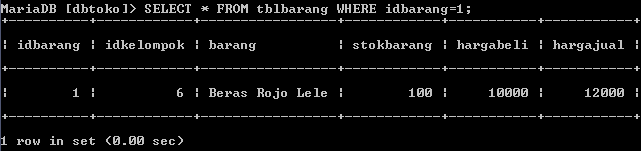 MariaDB [dbtoko]> SELECT * FROM tblbarang WHERE idbarang=1;
+----------+------------+-----------------+------------+-----------+-----------+
¦ idbarang ¦ idkelompok ¦ barang          ¦ stokbarang ¦ hargabeli ¦ hargajual ¦
+----------+------------+-----------------+------------+-----------+-----------+
¦        1 ¦          6 ¦ Beras Rojo Lele ¦        100 ¦     10000 ¦     12000 ¦
+----------+------------+-----------------+------------+-----------+-----------+
1 row in set (0.00 sec)